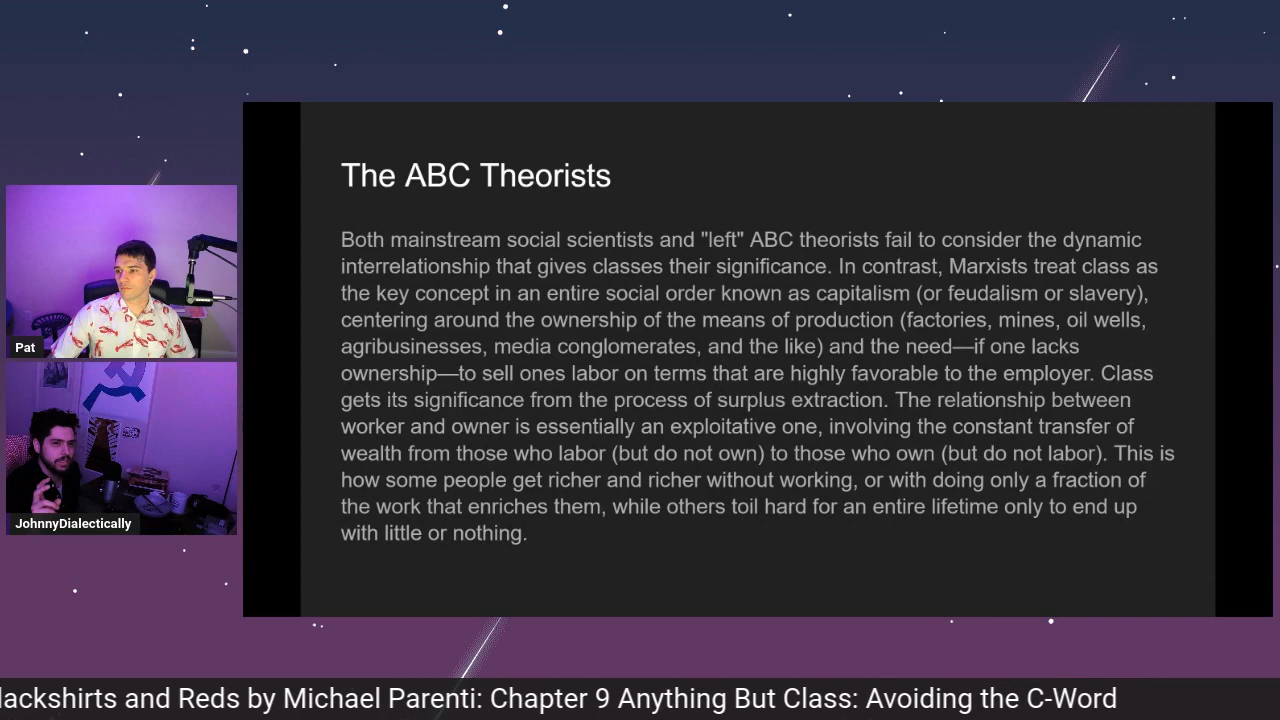 The ABC Theorists
Both mainstream social scientists and "left" ABC theorists fail to consider the dynamic
interrelationship that gives classes their significance. In contrast, Marxists treat class as
the key concept in an entire social order known as capitalism (or feudalism or slavery),
centering around the ownership of the means of production (factories, mines, oil wells,
agribusinesses, media conglomerates, and the like) and the need—if one lacks
ownership—to sell ones labor on terms that are highly favorable to the employer. Class
gets its significance from the process of surplus extraction. The relationship between
worker and owner is essentially an exploitative one, involving the constant transfer of
wealth from those who labor (but do not own) to those who own (but do not labor). This is
how some people get richer and richer without working, or with doing only a fraction of
the work that enriches them, while others toil hard for an entire lifetime only to end up
with little or nothing.
Pat
JohnnyDialectically
lackshirts and Reds by Michael Parenti: Chapter 9 Anything But Class: Avoiding the C-Word